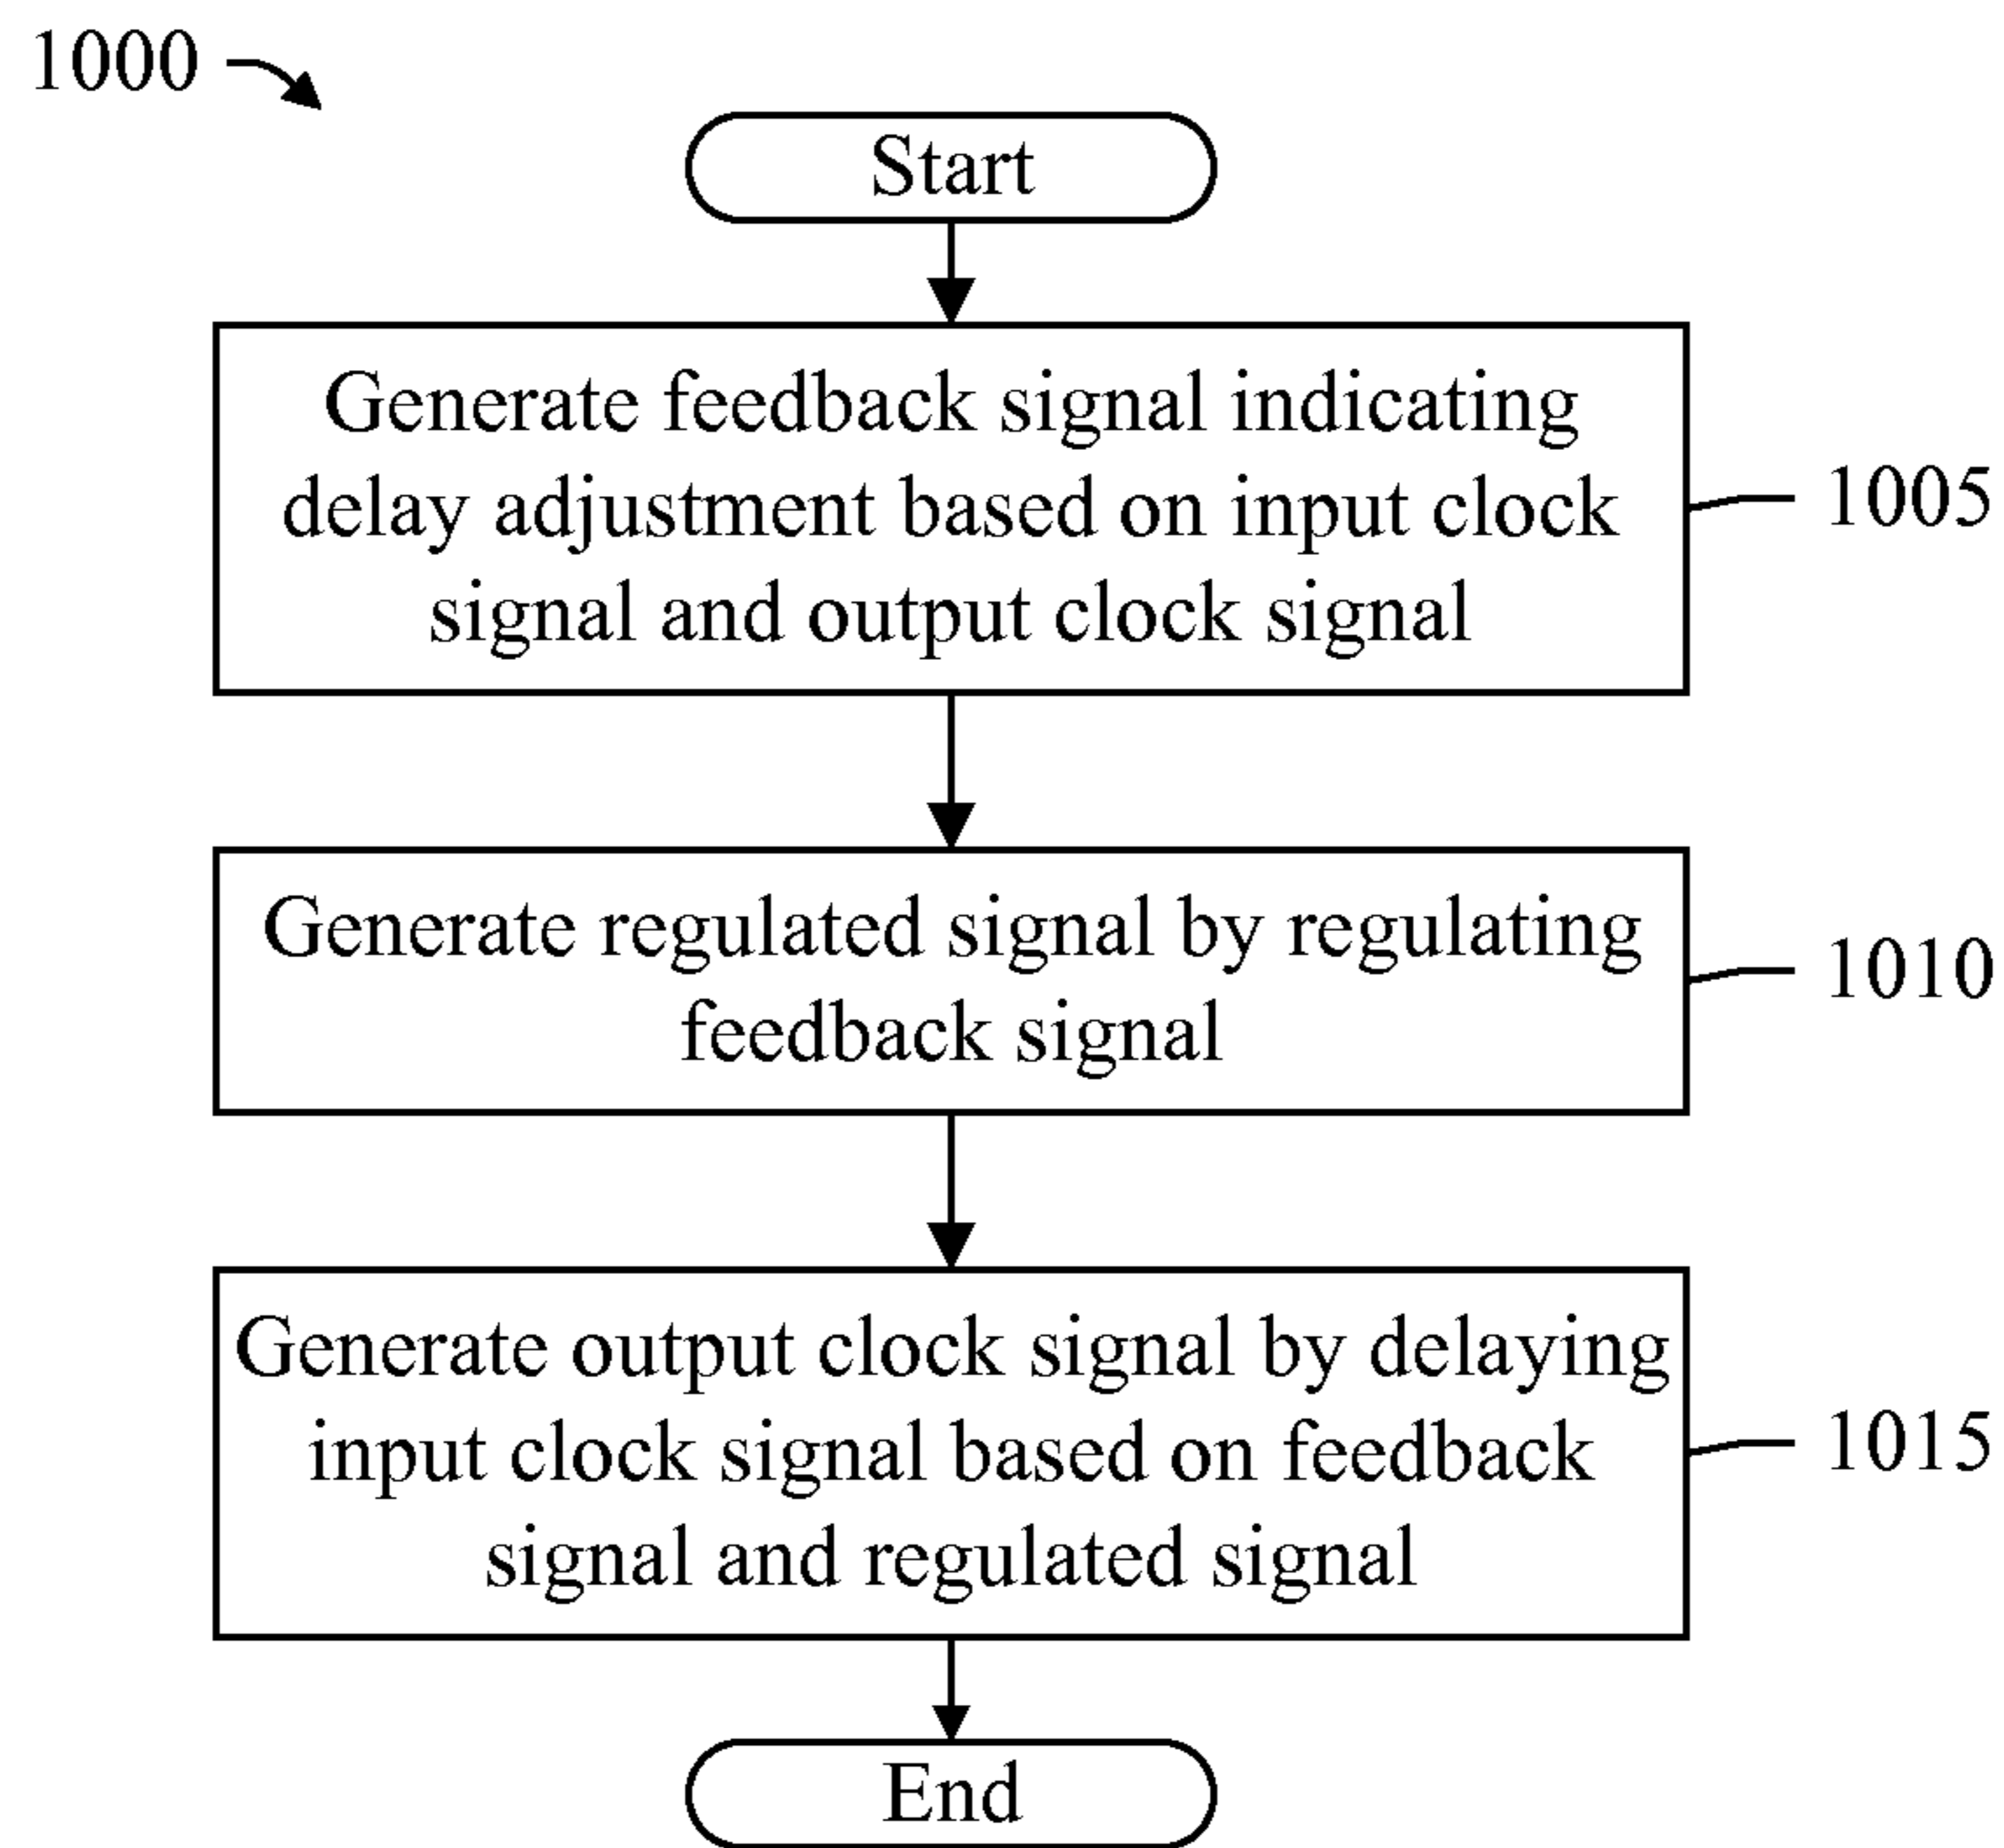 1000
Start
Generate feedback signal indicating
delay adjustment based on input clock
signal and output clock signal
1005
Generate regulated signal by regulating
feedback signal
1010
Generate output clock signal by delaying
input clock signal based on feedback
signal and regulated signal
1015
End